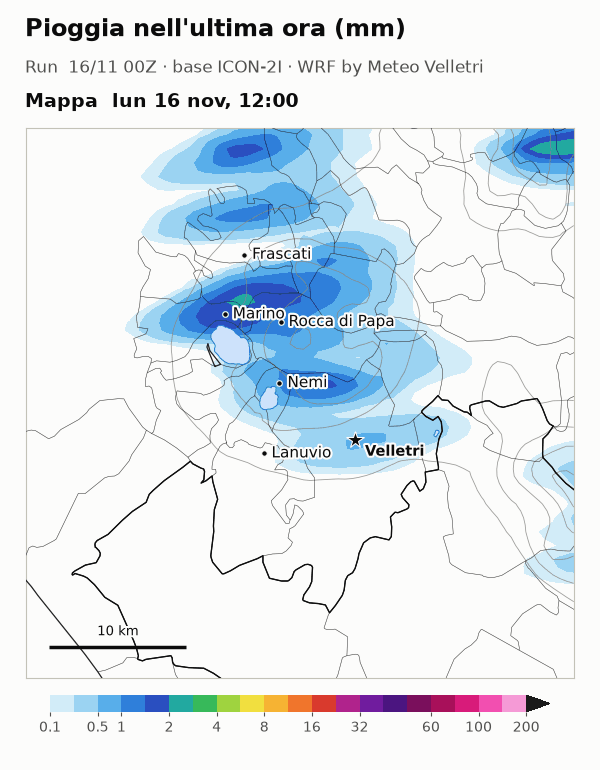 Pioggia nell'ultima ora (mm)
Run  16/11 00Z · base ICON-2I · WRF by Meteo Velletri
Mappa  lun 16 nov, 12:00
Frascati
Marino
Rocca di Papa
Nemi
Velletri
Lanuvio
10 km
0.1 0.5 1 2 4 8 16 32 60 100 200